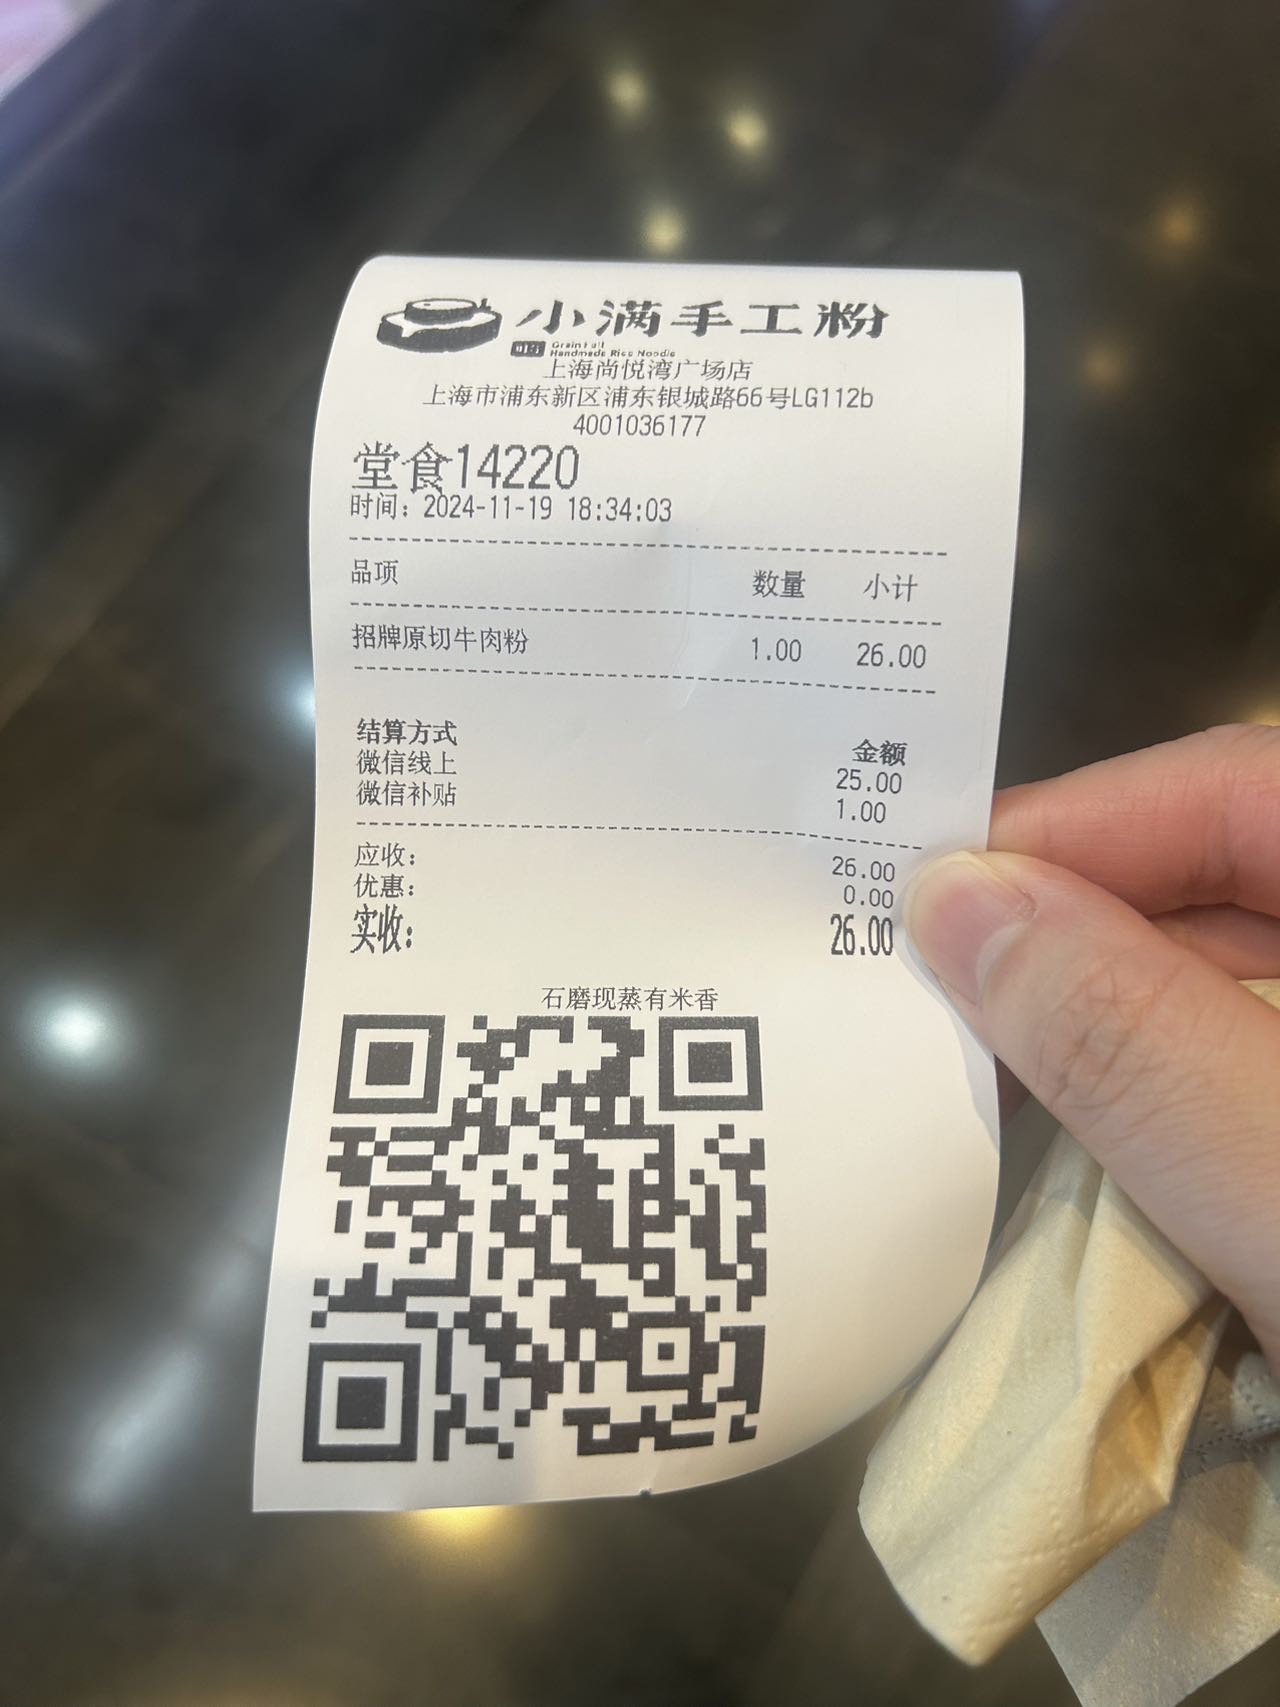 小满手工粉
Grain Full
Handmade Rice Noodle
上海尚悦湾广场店
上海市浦东新区浦东银城路66号LG112b
4001036177
堂食14220
时间：2024-11-19 18:34:03
品项 数量 小计
招牌原切牛肉粉 1.00 26.00
结算方式 金额
微信线上 25.00
微信补贴 1.00
应收： 26.00
优惠： 0.00
实收： 26.00
石磨现蒸有米香